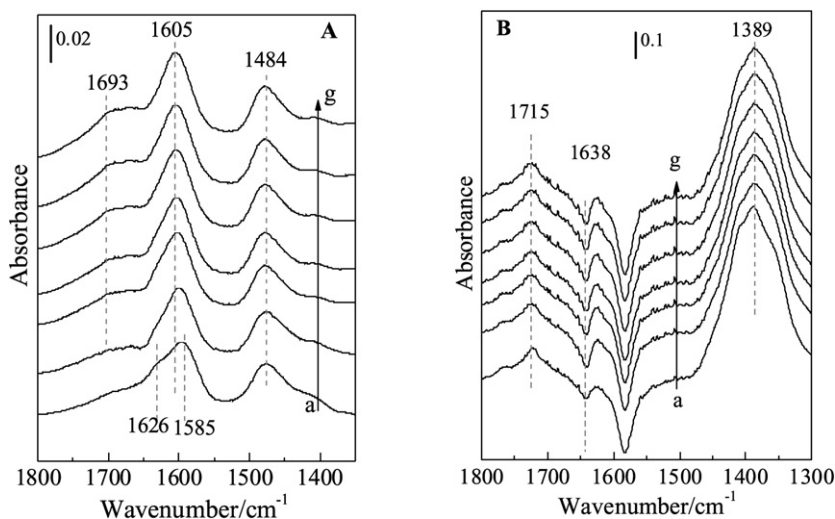 0.02
1605
A
1693
1484
g
a
1626
1585
Absorbance
1800 1700 1600 1500 1400
Wavenumber/cm⁻¹
B
0.1
1389
1715
1638
g
a
Absorbance
1800 1700 1600 1500 1400 1300
Wavenumber/cm⁻¹